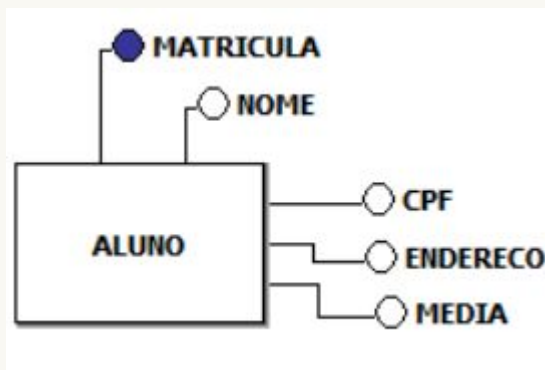 MATRICULA
NOME
CPF
ALUNO
ENDERECO
MEDIA